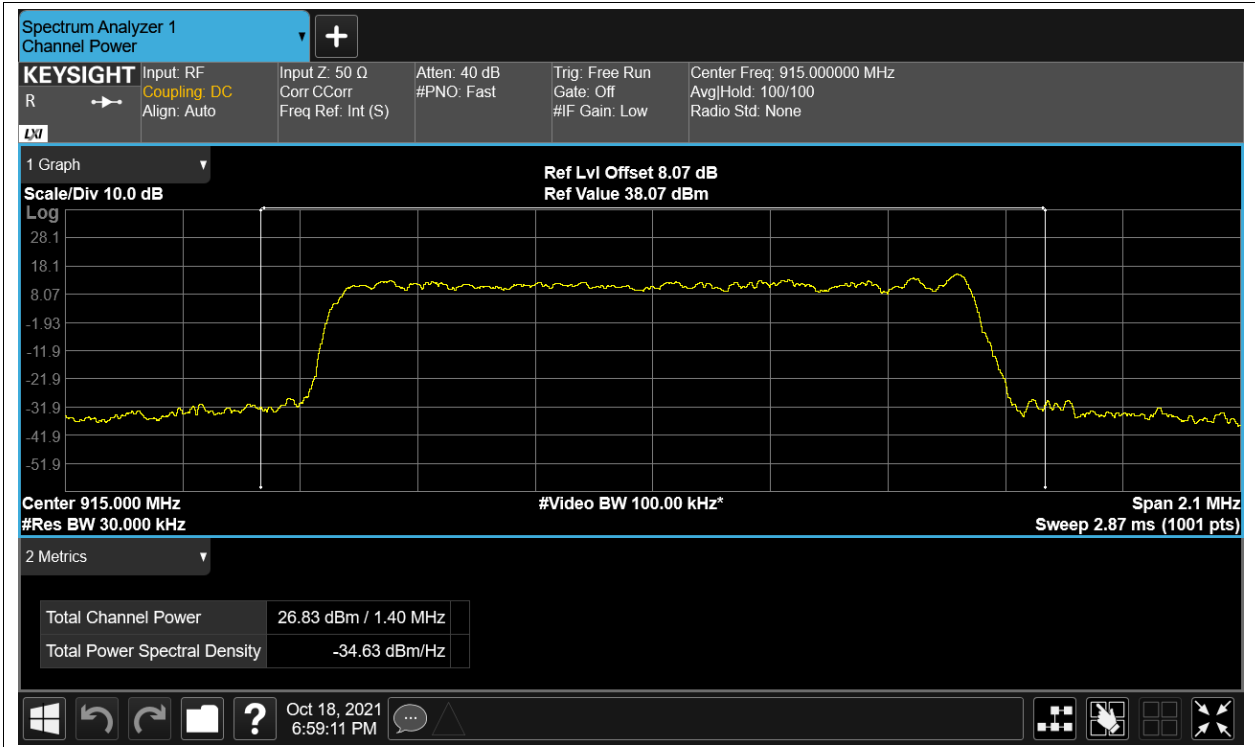 Spectrum Analyzer 1
Channel Power
KEYSIGHT
R
LXI
Input: RF
Coupling: DC
Align: Auto
Input Z: 50 Ω
Corr CCorr
Freq Ref: Int (S)
Atten: 40 dB
#PNO: Fast
Trig: Free Run
Gate: Off
#IF Gain: Low
Center Freq: 915.000000 MHz
Avg|Hold: 100/100
Radio Std: None
1 Graph
Scale/Div 10.0 dB
Ref Lvl Offset 8.07 dB
Ref Value 38.07 dBm
Log
28.1
18.1
8.07
-1.93
-11.9
-21.9
-31.9
-41.9
-51.9
Center 915.000 MHz
#Res BW 30.000 kHz
#Video BW 100.00 kHz*
Span 2.1 MHz
Sweep 2.87 ms (1001 pts)
2 Metrics
Total Channel Power 26.83 dBm / 1.40 MHz
Total Power Spectral Density -34.63 dBm/Hz
?
Oct 18, 2021
6:59:11 PM